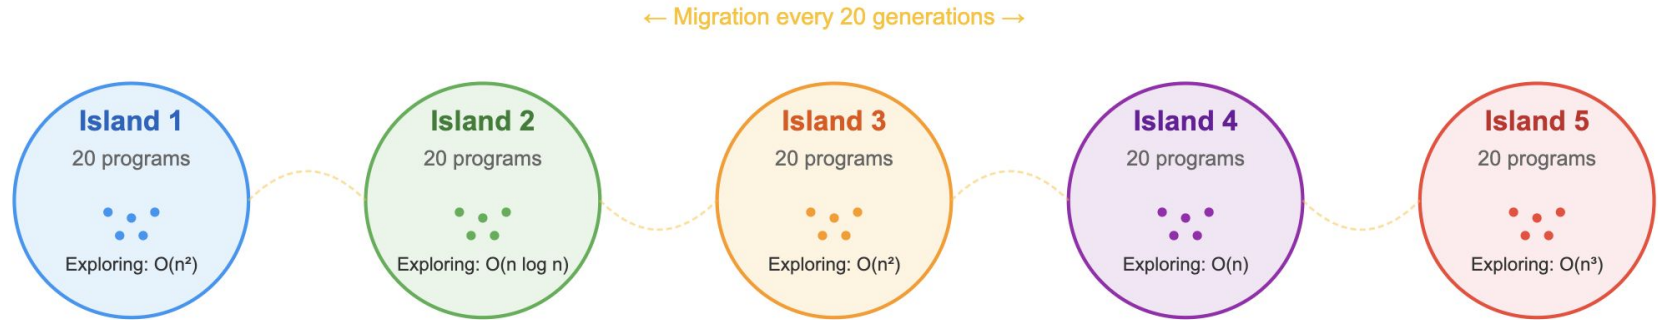 ← Migration every 20 generations →
Island 1
20 programs
Exploring: O(n²)
Island 2
20 programs
Exploring: O(n log n)
Island 3
20 programs
Exploring: O(n²)
Island 4
20 programs
Exploring: O(n)
Island 5
20 programs
Exploring: O(n³)